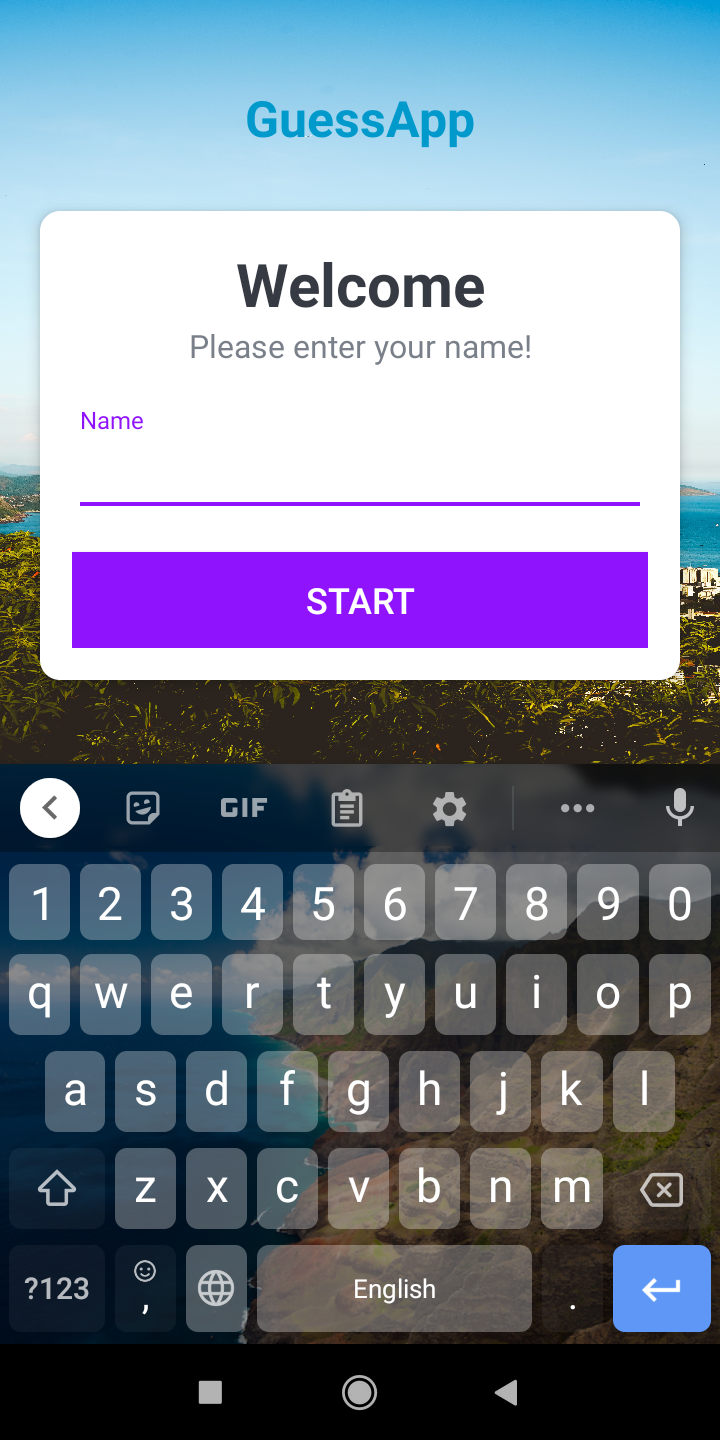 GuessApp
Welcome
Please enter your name!
Name
START
GIF
1 2 3 4 5 6 7 8 9 0
q w e r t y u i o p
a s d f g h j k l
z x c v b n m
?123 , English .